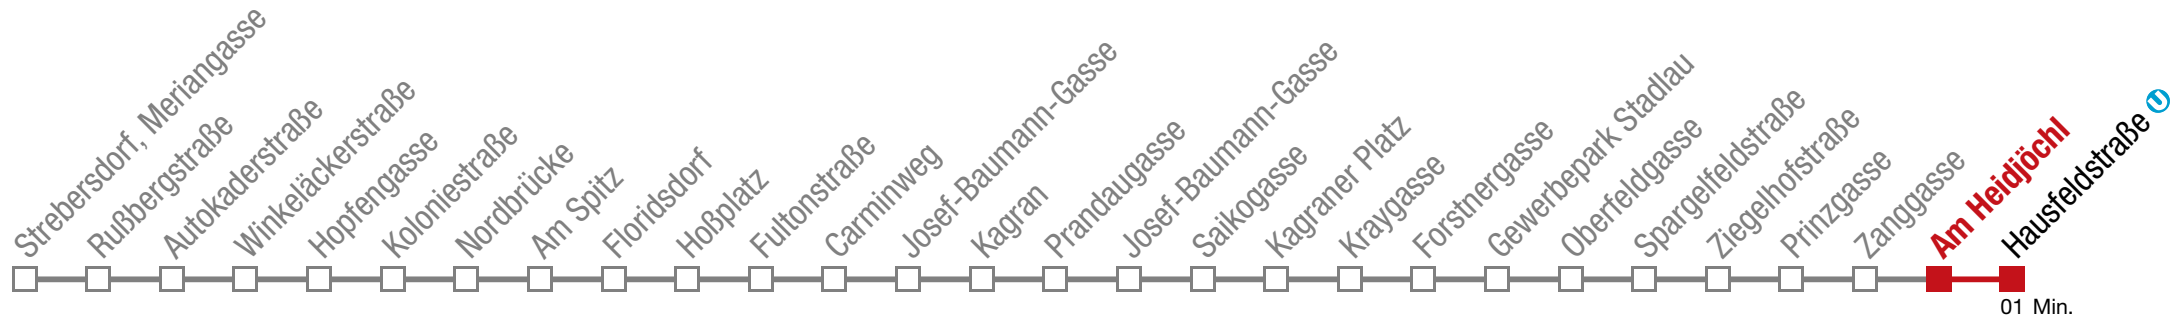 Strebersdorf, Meriangasse
Rußbergstraße
Autokaderstraße
Winkeläckerstraße
Hopfengasse
Koloniestraße
Nordbrücke
Am Spitz
Floridsdorf
Hoßplatz
Fultonstraße
Carminweg
Josef-Baumann-Gasse
Kagran
Prandaugasse
Josef-Baumann-Gasse
Saikogasse
Kagraner Platz
Kraygasse
Forstnergasse
Gewerbepark Stadlau
Oberfeldgasse
Spargelfeldstraße
Ziegelhofstraße
Prinzgasse
Zanggasse
Am Heidjöchl
Hausfeldstraße U
01 Min.